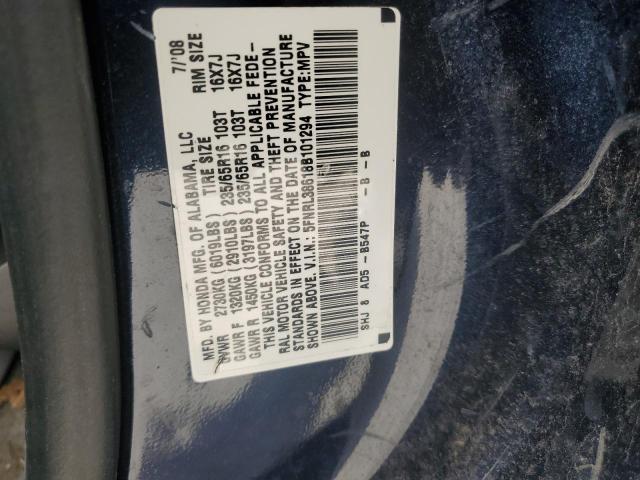 MFD. BY HONDA MFG. OF ALABAMA, LLC 7/'08
TIRE SIZE RIM SIZE
GVWR 2730KG (6019LBS)
GAWR F 1320KG (2910LBS) 235/65R16 103T 16X7J
GAWR R 1450KG (3197LBS) 235/65R16 103T 16X7J
THIS VEHICLE CONFORMS TO ALL APPLICABLE FEDE-
RAL MOTOR VEHICLE SAFETY AND THEFT PREVENTION
STANDARDS IN EFFECT ON THE DATE OF MANUFACTURE
SHOWN ABOVE. V.I.N.: 5FNRL38618B101294 TYPE:MPV
SHJ 8 A05 - B547P - B - B